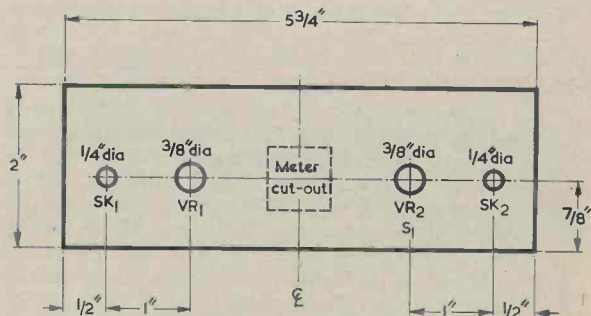 5 3/4"
2"
1/4" dia
3/8" dia
Meter
cut-out
3/8" dia
1/4" dia
SK1
VR1
VR2
S1
SK2
7/8"
1/2"
1"
℄
1"
1/2"